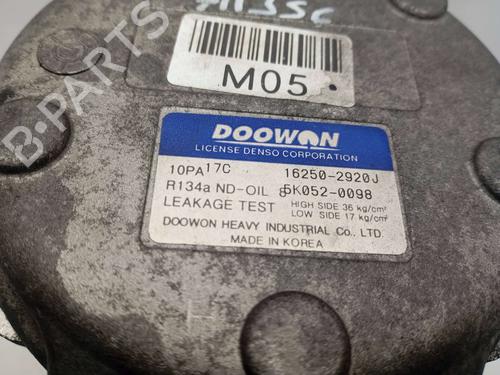 M05
DOOWON
LICENSE DENSO CORPORATION
10PA17C 16250-2920J
R134a ND-OIL 8 5K052-0098
LEAKAGE TEST HIGH SIDE 36 kg/cm²
LOW SIDE 17 kg/cm²
DOOWON HEAVY INDUSTRIAL Co., LTD.
MADE IN KOREA
B-PARTS